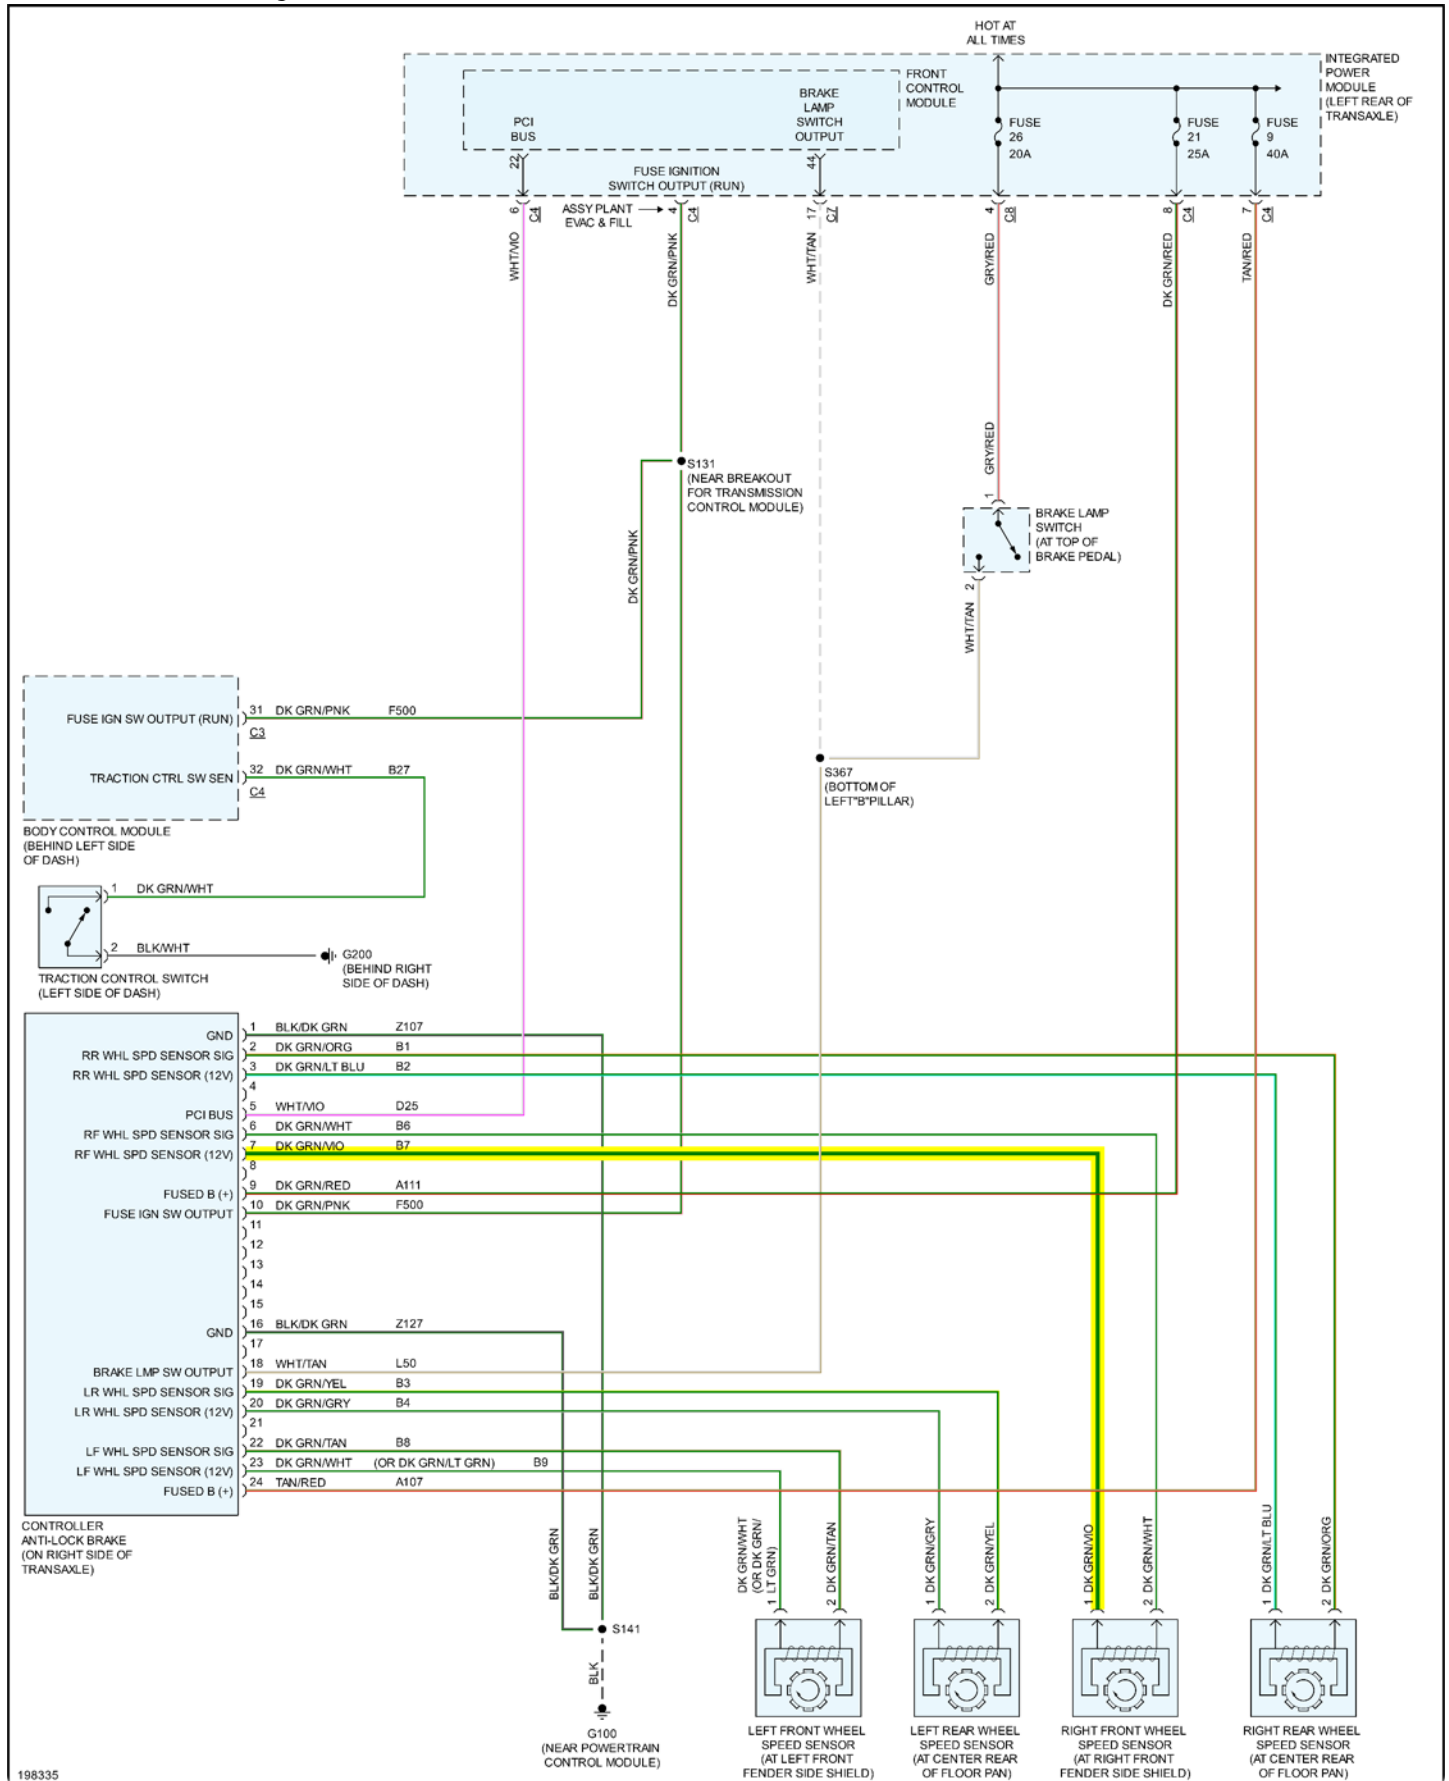 HOT AT
ALL TIMES
INTEGRATED
POWER
MODULE
(LEFT REAR OF
TRANSAXLE)
FRONT
CONTROL
MODULE
BRAKE
LAMP
SWITCH
OUTPUT
PCI
BUS
FUSE
26
20A
FUSE
21
25A
FUSE
9
40A
22
44
FUSE IGNITION
SWITCH OUTPUT (RUN)
ASSY PLANT
EVAC & FILL
6
C4
4
C4
17
C7
4
C8
8
C4
7
C4
WHT/VIO
DK GRN/PNK
WHT/TAN
GRY/RED
DK GRN/RED
TAN/RED
GRY/RED
S131
(NEAR BREAKOUT
FOR TRANSMISSION
CONTROL MODULE)
1
BRAKE LAMP
SWITCH
(AT TOP OF
BRAKE PEDAL)
2
DK GRN/PNK
WHT/TAN
FUSE IGN SW OUTPUT (RUN)
31 DK GRN/PNK F500
C3
TRACTION CTRL SW SEN
32 DK GRN/WHT B27
C4
S367
(BOTTOM OF
LEFT"B"PILLAR)
BODY CONTROL MODULE
(BEHIND LEFT SIDE
OF DASH)
1 DK GRN/WHT
2 BLK/WHT
G200
(BEHIND RIGHT
SIDE OF DASH)
TRACTION CONTROL SWITCH
(LEFT SIDE OF DASH)
GND 1 BLK/DK GRN Z107
RR WHL SPD SENSOR SIG 2 DK GRN/ORG B1
RR WHL SPD SENSOR (12V) 3 DK GRN/LT BLU B2
4
PCI BUS 5 WHT/VIO D25
RF WHL SPD SENSOR SIG 6 DK GRN/WHT B6
RF WHL SPD SENSOR (12V) 7 DK GRN/VIO B7
8
FUSED B (+) 9 DK GRN/RED A111
FUSE IGN SW OUTPUT 10 DK GRN/PNK F500
11
12
13
14
15
GND 16 BLK/DK GRN Z127
17
BRAKE LMP SW OUTPUT 18 WHT/TAN L50
LR WHL SPD SENSOR SIG 19 DK GRN/YEL B3
LR WHL SPD SENSOR (12V) 20 DK GRN/GRY B4
21
LF WHL SPD SENSOR SIG 22 DK GRN/TAN B8
LF WHL SPD SENSOR (12V) 23 DK GRN/WHT (OR DK GRN/LT GRN) B9
FUSED B (+) 24 TAN/RED A107
CONTROLLER
ANTI-LOCK BRAKE
(ON RIGHT SIDE OF
TRANSAXLE)
BLK/DK GRN
BLK/DK GRN
1 DK GRN/WHT
(OR DK GRN/
LT GRN)
2 DK GRN/TAN
1 DK GRN/GRY
2 DK GRN/YEL
1 DK GRN/VIO
2 DK GRN/WHT
1 DK GRN/LT BLU
2 DK GRN/ORG
S141
BLK
G100
(NEAR POWERTRAIN
CONTROL MODULE)
LEFT FRONT WHEEL
SPEED SENSOR
(AT LEFT FRONT
FENDER SIDE SHIELD)
LEFT REAR WHEEL
SPEED SENSOR
(AT CENTER REAR
OF FLOOR PAN)
RIGHT FRONT WHEEL
SPEED SENSOR
(AT RIGHT FRONT
FENDER SIDE SHIELD)
RIGHT REAR WHEEL
SPEED SENSOR
(AT CENTER REAR
OF FLOOR PAN)
198335